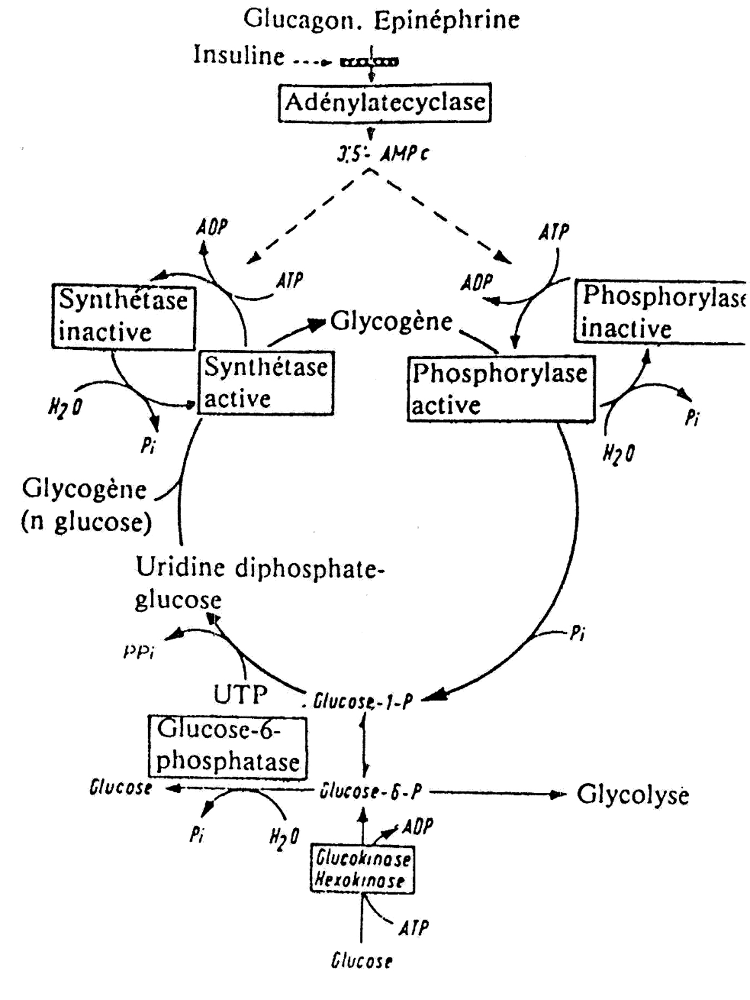 Glucagon. Epinéphrine
Insuline
Adénylatecyclase
3',5'- AMPc
ADP
ATP
ATP
ADP
Synthétase
inactive
Glycogène
Phosphorylase
inactive
Synthétase
active
Phosphorylase
active
H2O
Pi
Pi
H2O
Glycogène
(n glucose)
Uridine diphosphate-
glucose
PPi
UTP
Pi
Glucose-1-P
Glucose-6-
phosphatase
Glucose
Glucose-6-P
Glycolyse
Pi
H2O
ADP
Glucokinase
Hexokinase
ATP
Glucose